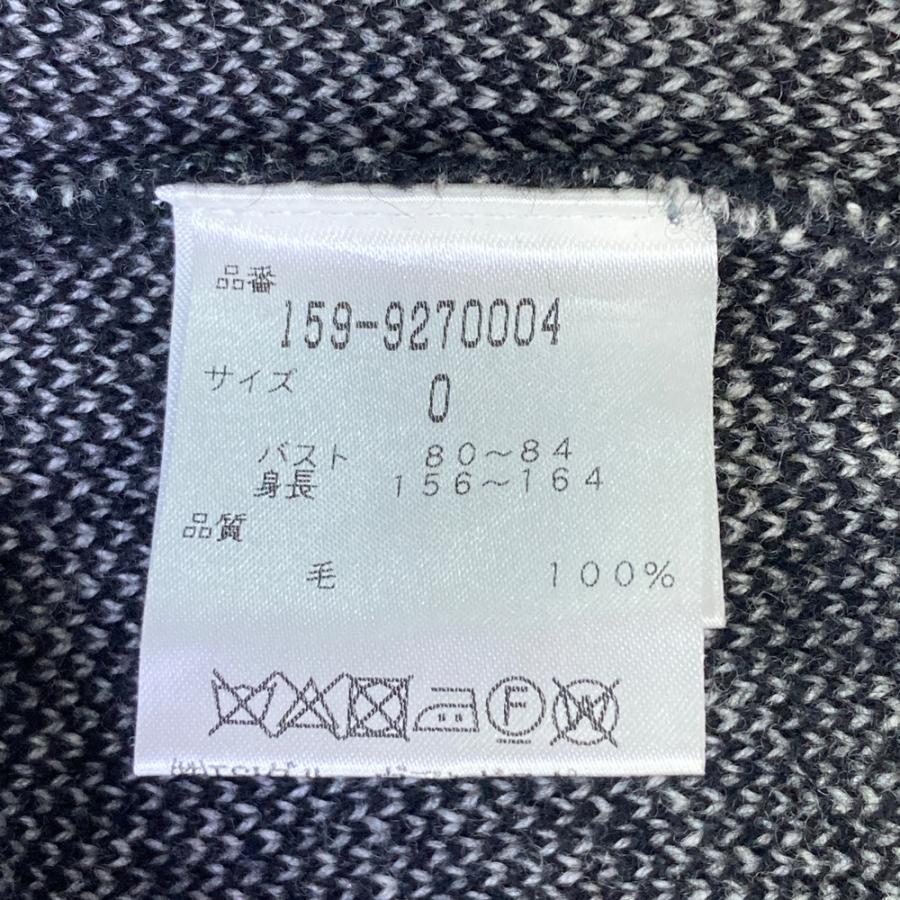 品番
159-9270004
サイズ
0
バスト 80~84
身長 156~164
品質
毛 100%
F
W